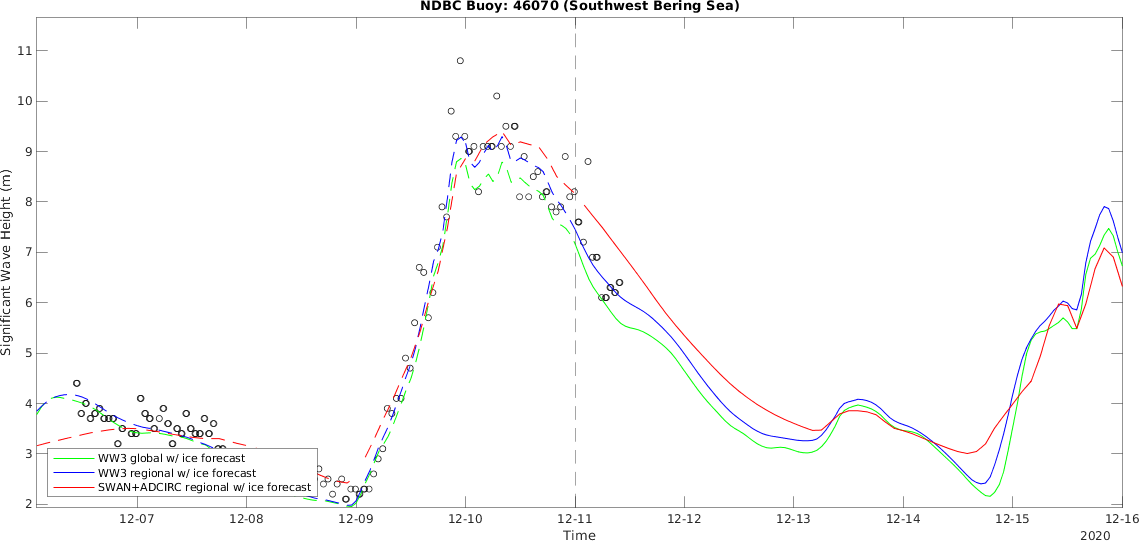 NDBC Buoy: 46070 (Southwest Bering Sea)
Significant Wave Height (m)
11
10
9
8
7
6
5
4
3
2
WW3 global w/ ice forecast
WW3 regional w/ ice forecast
SWAN+ADCIRC regional w/ ice forecast
12-07 12-08 12-09 12-10 12-11 12-12 12-13 12-14 12-15 12-16
Time
2020